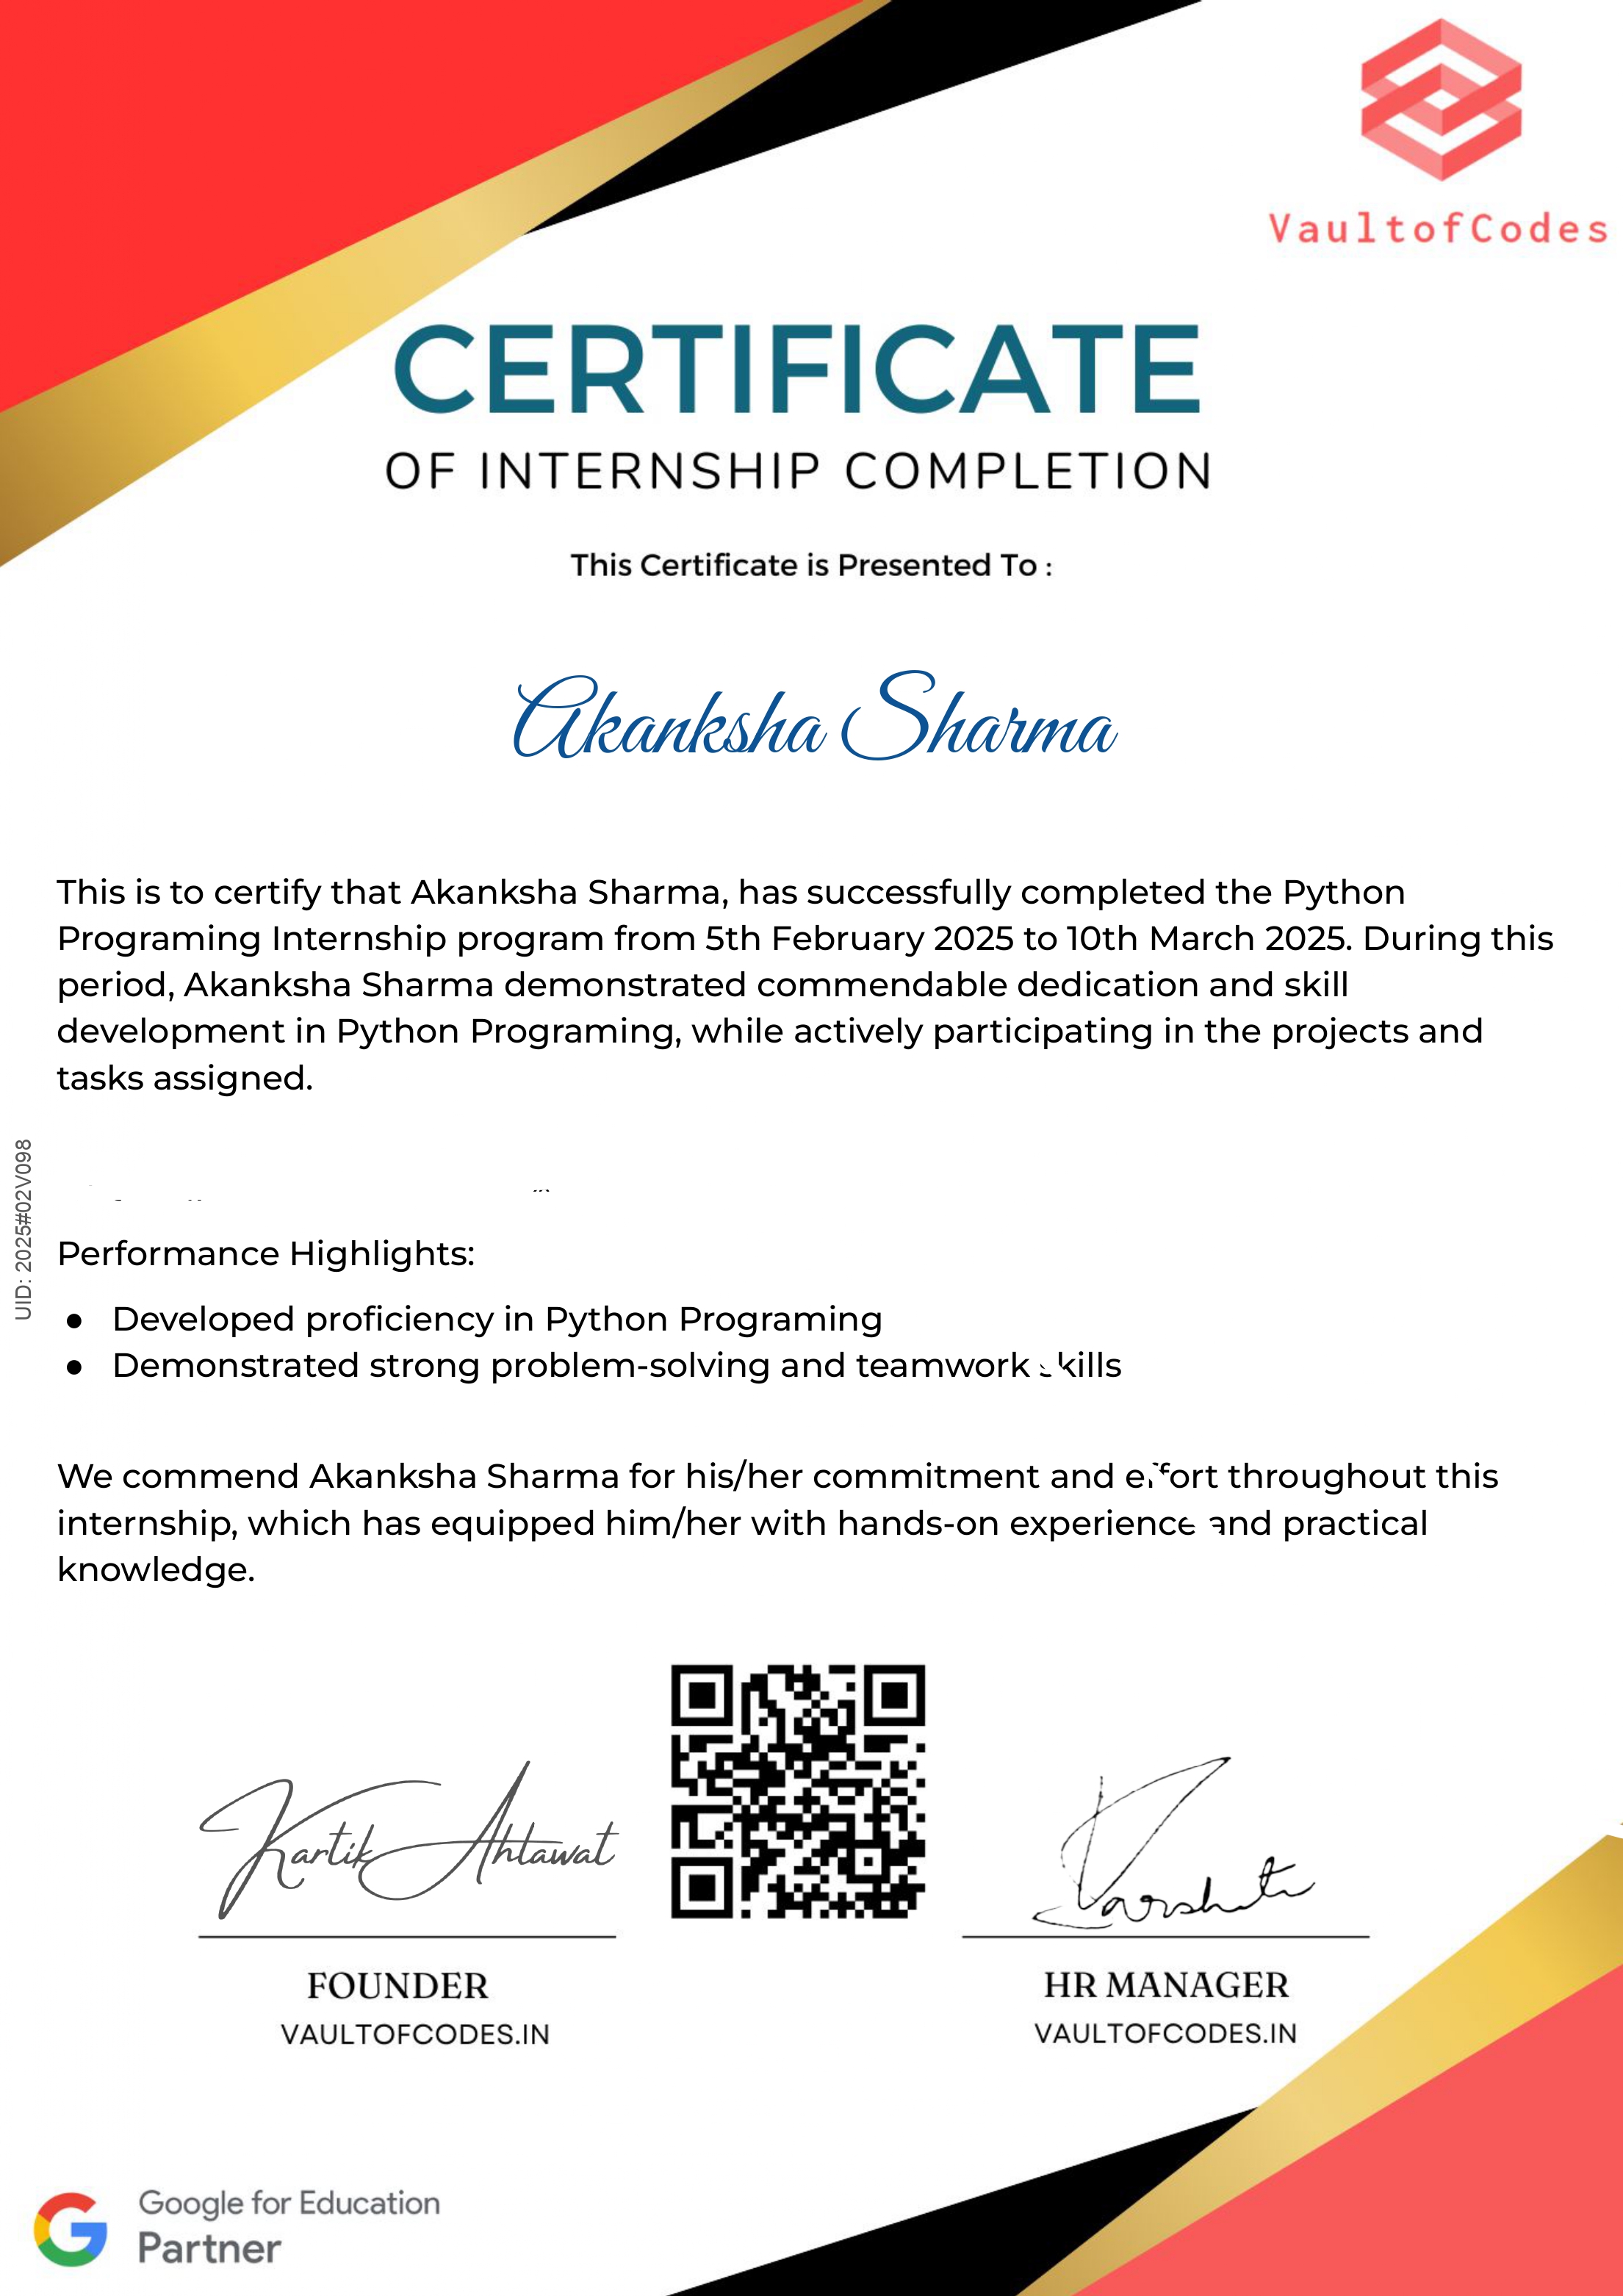 VaultofCodes
CERTIFICATE
OF INTERNSHIP COMPLETION
This Certificate is Presented To :
Akanksha Sharma
This is to certify that Akanksha Sharma, has successfully completed the Python
Programing Internship program from 5th February 2025 to 10th March 2025. During this
period, Akanksha Sharma demonstrated commendable dedication and skill
development in Python Programing, while actively participating in the projects and
tasks assigned.
UID: 2025#02V098
Performance Highlights:
● Developed proficiency in Python Programing
● Demonstrated strong problem-solving and teamwork skills
We commend Akanksha Sharma for his/her commitment and effort throughout this
internship, which has equipped him/her with hands-on experience and practical
knowledge.
Kartik Ahlawat
FOUNDER
VAULTOFCODES.IN
HR MANAGER
VAULTOFCODES.IN
Google for Education
Partner